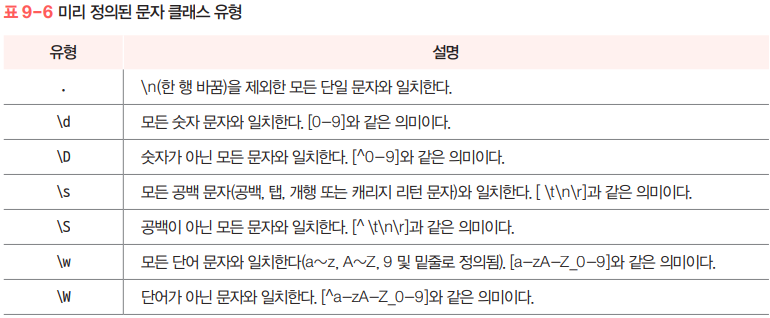 표 9-6 미리 정의된 문자 클래스 유형
유형 설명
. \n(한 행 바꿈)을 제외한 모든 단일 문자와 일치한다.
\d 모든 숫자 문자와 일치한다. [0-9]와 같은 의미이다.
\D 숫자가 아닌 모든 문자와 일치한다. [^0-9]와 같은 의미이다.
\s 모든 공백 문자(공백, 탭, 개행 또는 캐리지 리턴 문자)와 일치한다. [ \t\n\r]과 같은 의미이다.
\S 공백이 아닌 모든 문자와 일치한다. [^ \t\n\r]과 같은 의미이다.
\w 모든 단어 문자와 일치한다(a~z, A~Z, 9 및 밑줄로 정의됨). [a-zA-Z_0-9]와 같은 의미이다.
\W 단어가 아닌 문자와 일치한다. [^a-zA-Z_0-9]와 같은 의미이다.